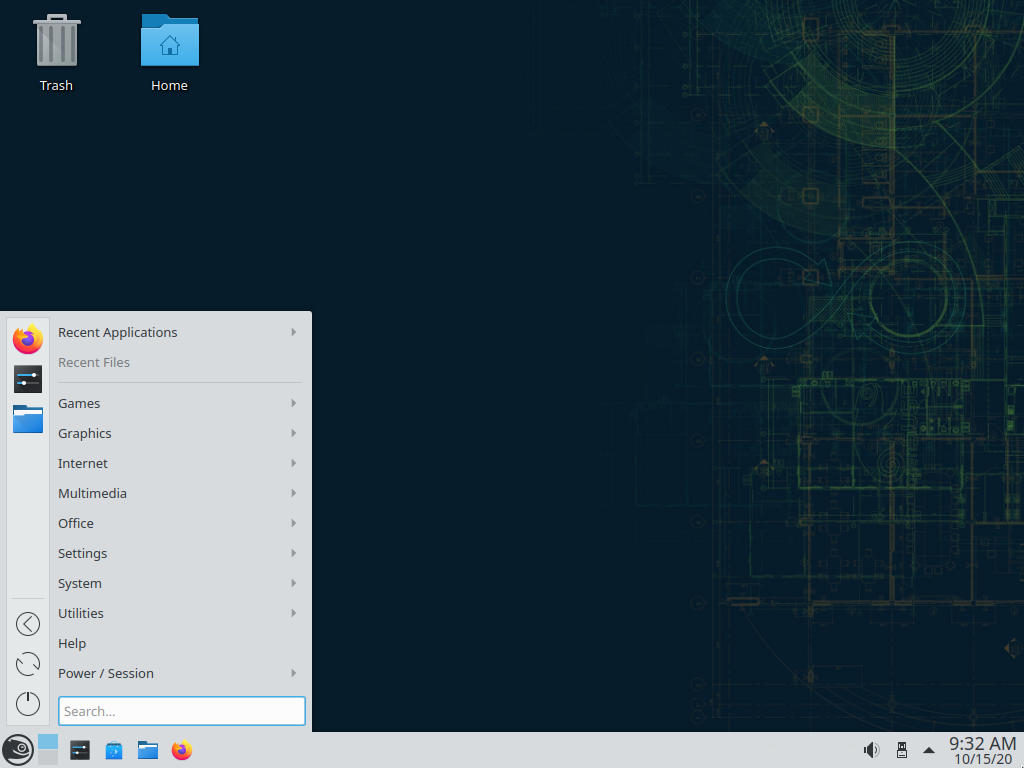 Trash
Home
Recent Applications
Recent Files
Games
Graphics
Internet
Multimedia
Office
Settings
System
Utilities
Help
Power / Session
Search...
9:32 AM
10/15/20